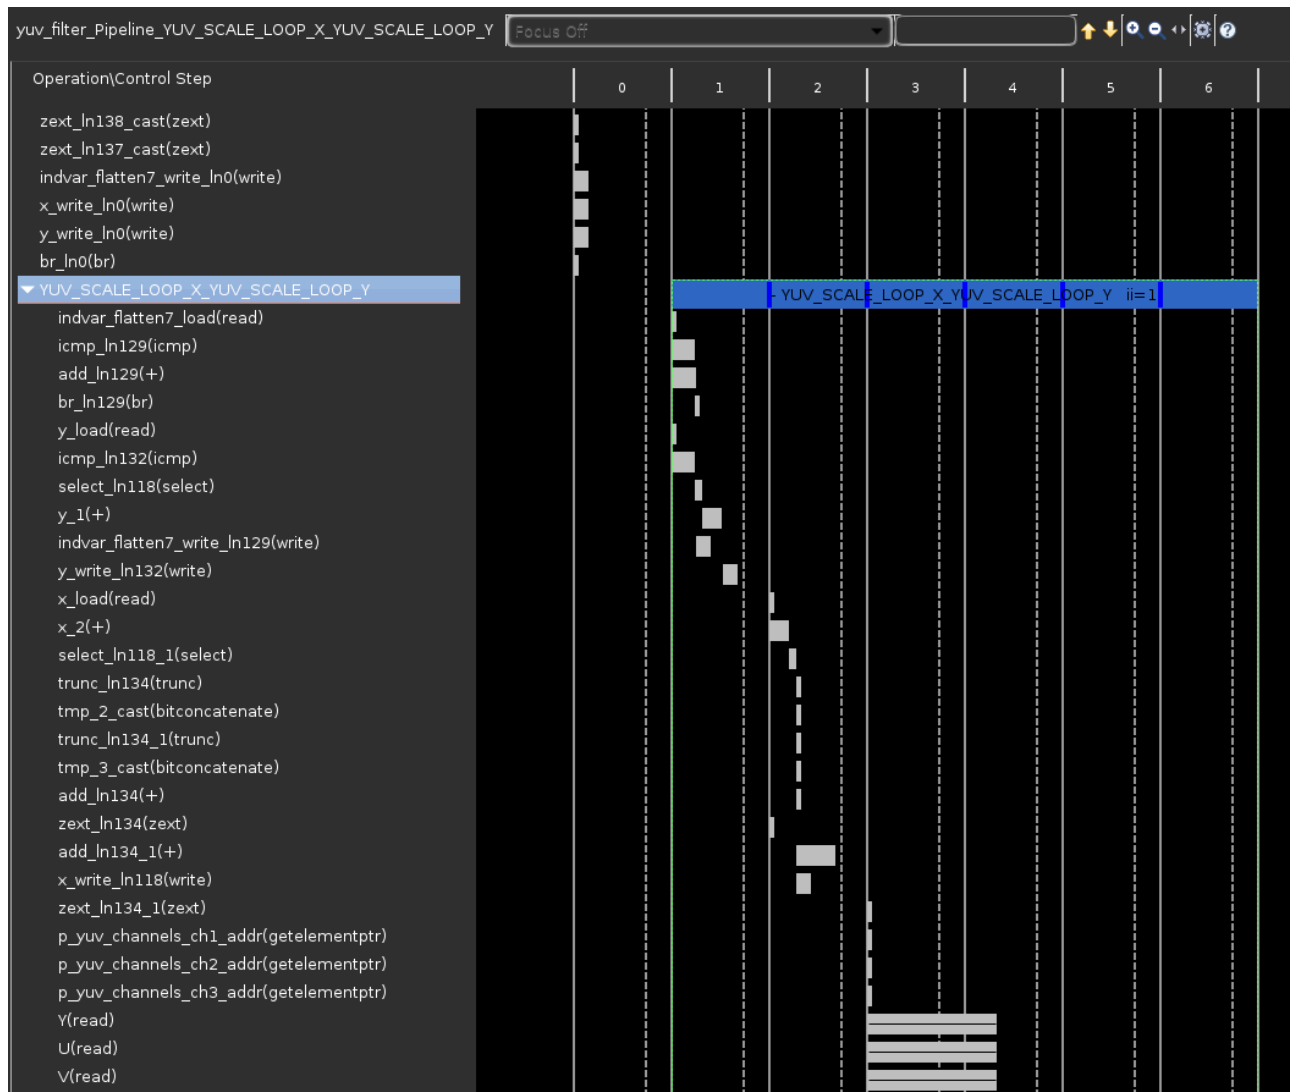 yuv_filter_Pipeline_YUV_SCALE_LOOP_X_YUV_SCALE_LOOP_Y Focus Off
Operation\Control Step 0 1 2 3 4 5 6
zext_ln138_cast(zext)
zext_ln137_cast(zext)
indvar_flatten7_write_ln0(write)
x_write_ln0(write)
y_write_ln0(write)
br_ln0(br)
YUV_SCALE_LOOP_X_YUV_SCALE_LOOP_Y - YUV_SCALE_LOOP_X_YUV_SCALE_LOOP_Y ii=1
indvar_flatten7_load(read)
icmp_ln129(icmp)
add_ln129(+)
br_ln129(br)
y_load(read)
icmp_ln132(icmp)
select_ln118(select)
y_1(+)
indvar_flatten7_write_ln129(write)
y_write_ln132(write)
x_load(read)
x_2(+)
select_ln118_1(select)
trunc_ln134(trunc)
tmp_2_cast(bitconcatenate)
trunc_ln134_1(trunc)
tmp_3_cast(bitconcatenate)
add_ln134(+)
zext_ln134(zext)
add_ln134_1(+)
x_write_ln118(write)
zext_ln134_1(zext)
p_yuv_channels_ch1_addr(getelementptr)
p_yuv_channels_ch2_addr(getelementptr)
p_yuv_channels_ch3_addr(getelementptr)
Y(read)
U(read)
V(read)